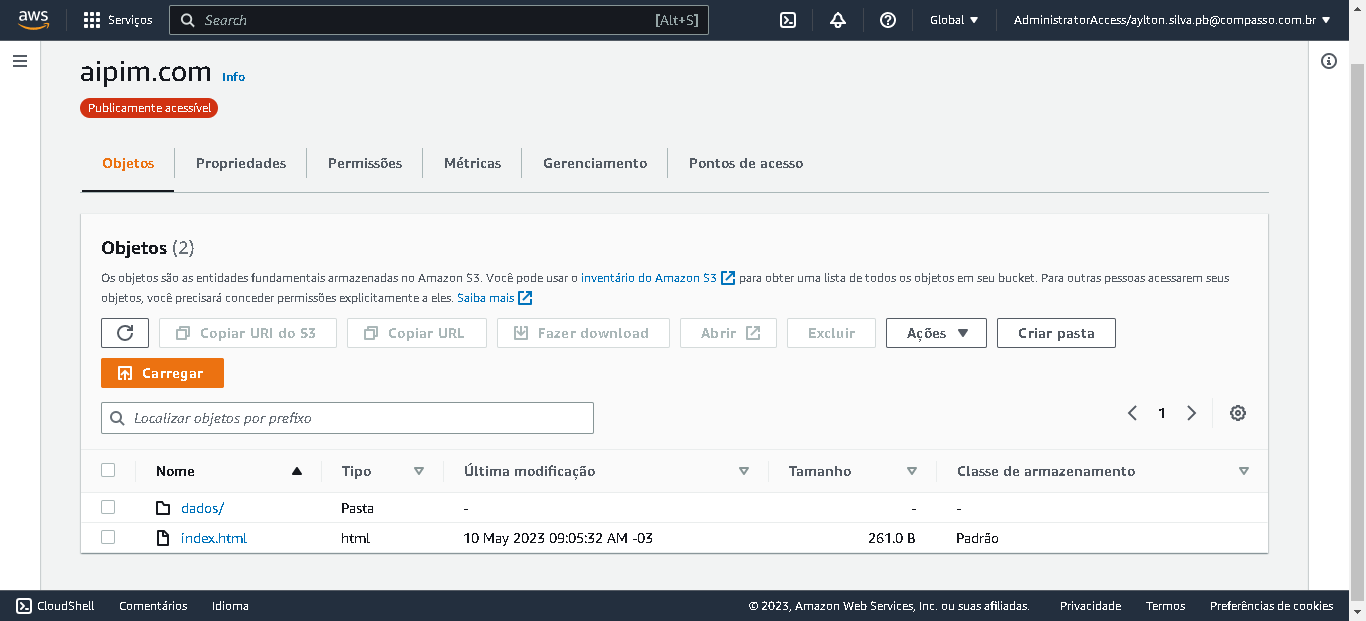 aws
Serviços
Search
[Alt+S]
Global
AdministratorAccess/aylton.silva.pb@compasso.com.br
aipim.com Info
Publicamente acessível
Objetos
Propriedades
Permissões
Métricas
Gerenciamento
Pontos de acesso
Objetos (2)
Os objetos são as entidades fundamentais armazenadas no Amazon S3. Você pode usar o inventário do Amazon S3 para obter uma lista de todos os objetos em seu bucket. Para outras pessoas acessarem seus
objetos, você precisará conceder permissões explicitamente a eles. Saiba mais
Copiar URI do S3
Copiar URL
Fazer download
Abrir
Excluir
Ações
Criar pasta
Carregar
Localizar objetos por prefixo
1
Nome
Tipo
Última modificação
Tamanho
Classe de armazenamento
dados/ Pasta - - -
index.html html 10 May 2023 09:05:32 AM -03 261.0 B Padrão
CloudShell
Comentários
Idioma
© 2023, Amazon Web Services, Inc. ou suas afiliadas.
Privacidade
Termos
Preferências de cookies